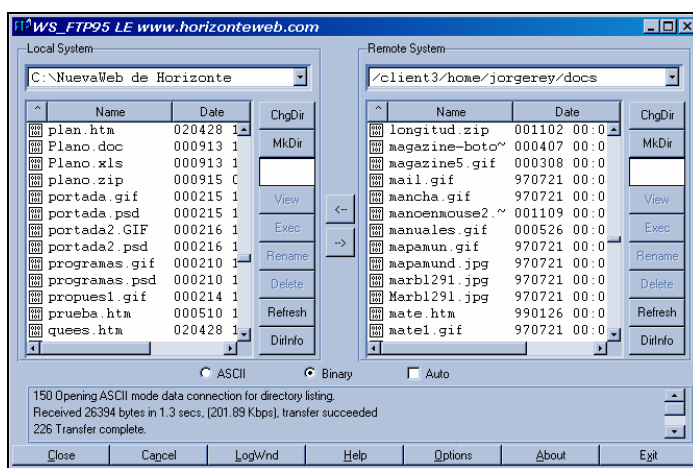 WS_FTP95 LE www.horizonteweb.com
Local System
C:\NuevaWeb de Horizonte
^ Name Date
plan.htm 020428 1
Plano.doc 000913 1
Plano.xls 000913 1
plano.zip 000915 0
portada.gif 000215 1
portada.psd 000215 1
portada2.GIF 000216 1
portada2.psd 000216 1
programas.gif 000210 1
programas.psd 000210 1
propues1.gif 000214 1
prueba.htm 000510 1
quees.htm 020428 1
ChgDir
MkDir
View
Exec
Rename
Delete
Refresh
DirInfo
<--
-->
Remote System
/client3/home/jorgerey/docs
^ Name Date
longitud.zip 001102 00:0
magazine-boto~ 000407 00:0
magazine5.gif 000308 00:0
mail.gif 970721 00:0
mancha.gif 970721 00:0
manoenmouse2.~ 001109 00:0
manuales.gif 000526 00:0
mapamun.gif 970721 00:0
mapamund.jpg 970721 00:0
marbl291.jpg 970721 00:0
Marbl291.jpg 970721 00:0
mate.htm 990126 00:0
mate1.gif 970721 00:0
ChgDir
MkDir
View
Exec
Rename
Delete
Refresh
DirInfo
ASCII Binary Auto
150 Opening ASCII mode data connection for directory listing.
Received 26394 bytes in 1.3 secs, (201.89 Kbps), transfer succeeded
226 Transfer complete.
Close Cancel LogWnd Help Options About Exit